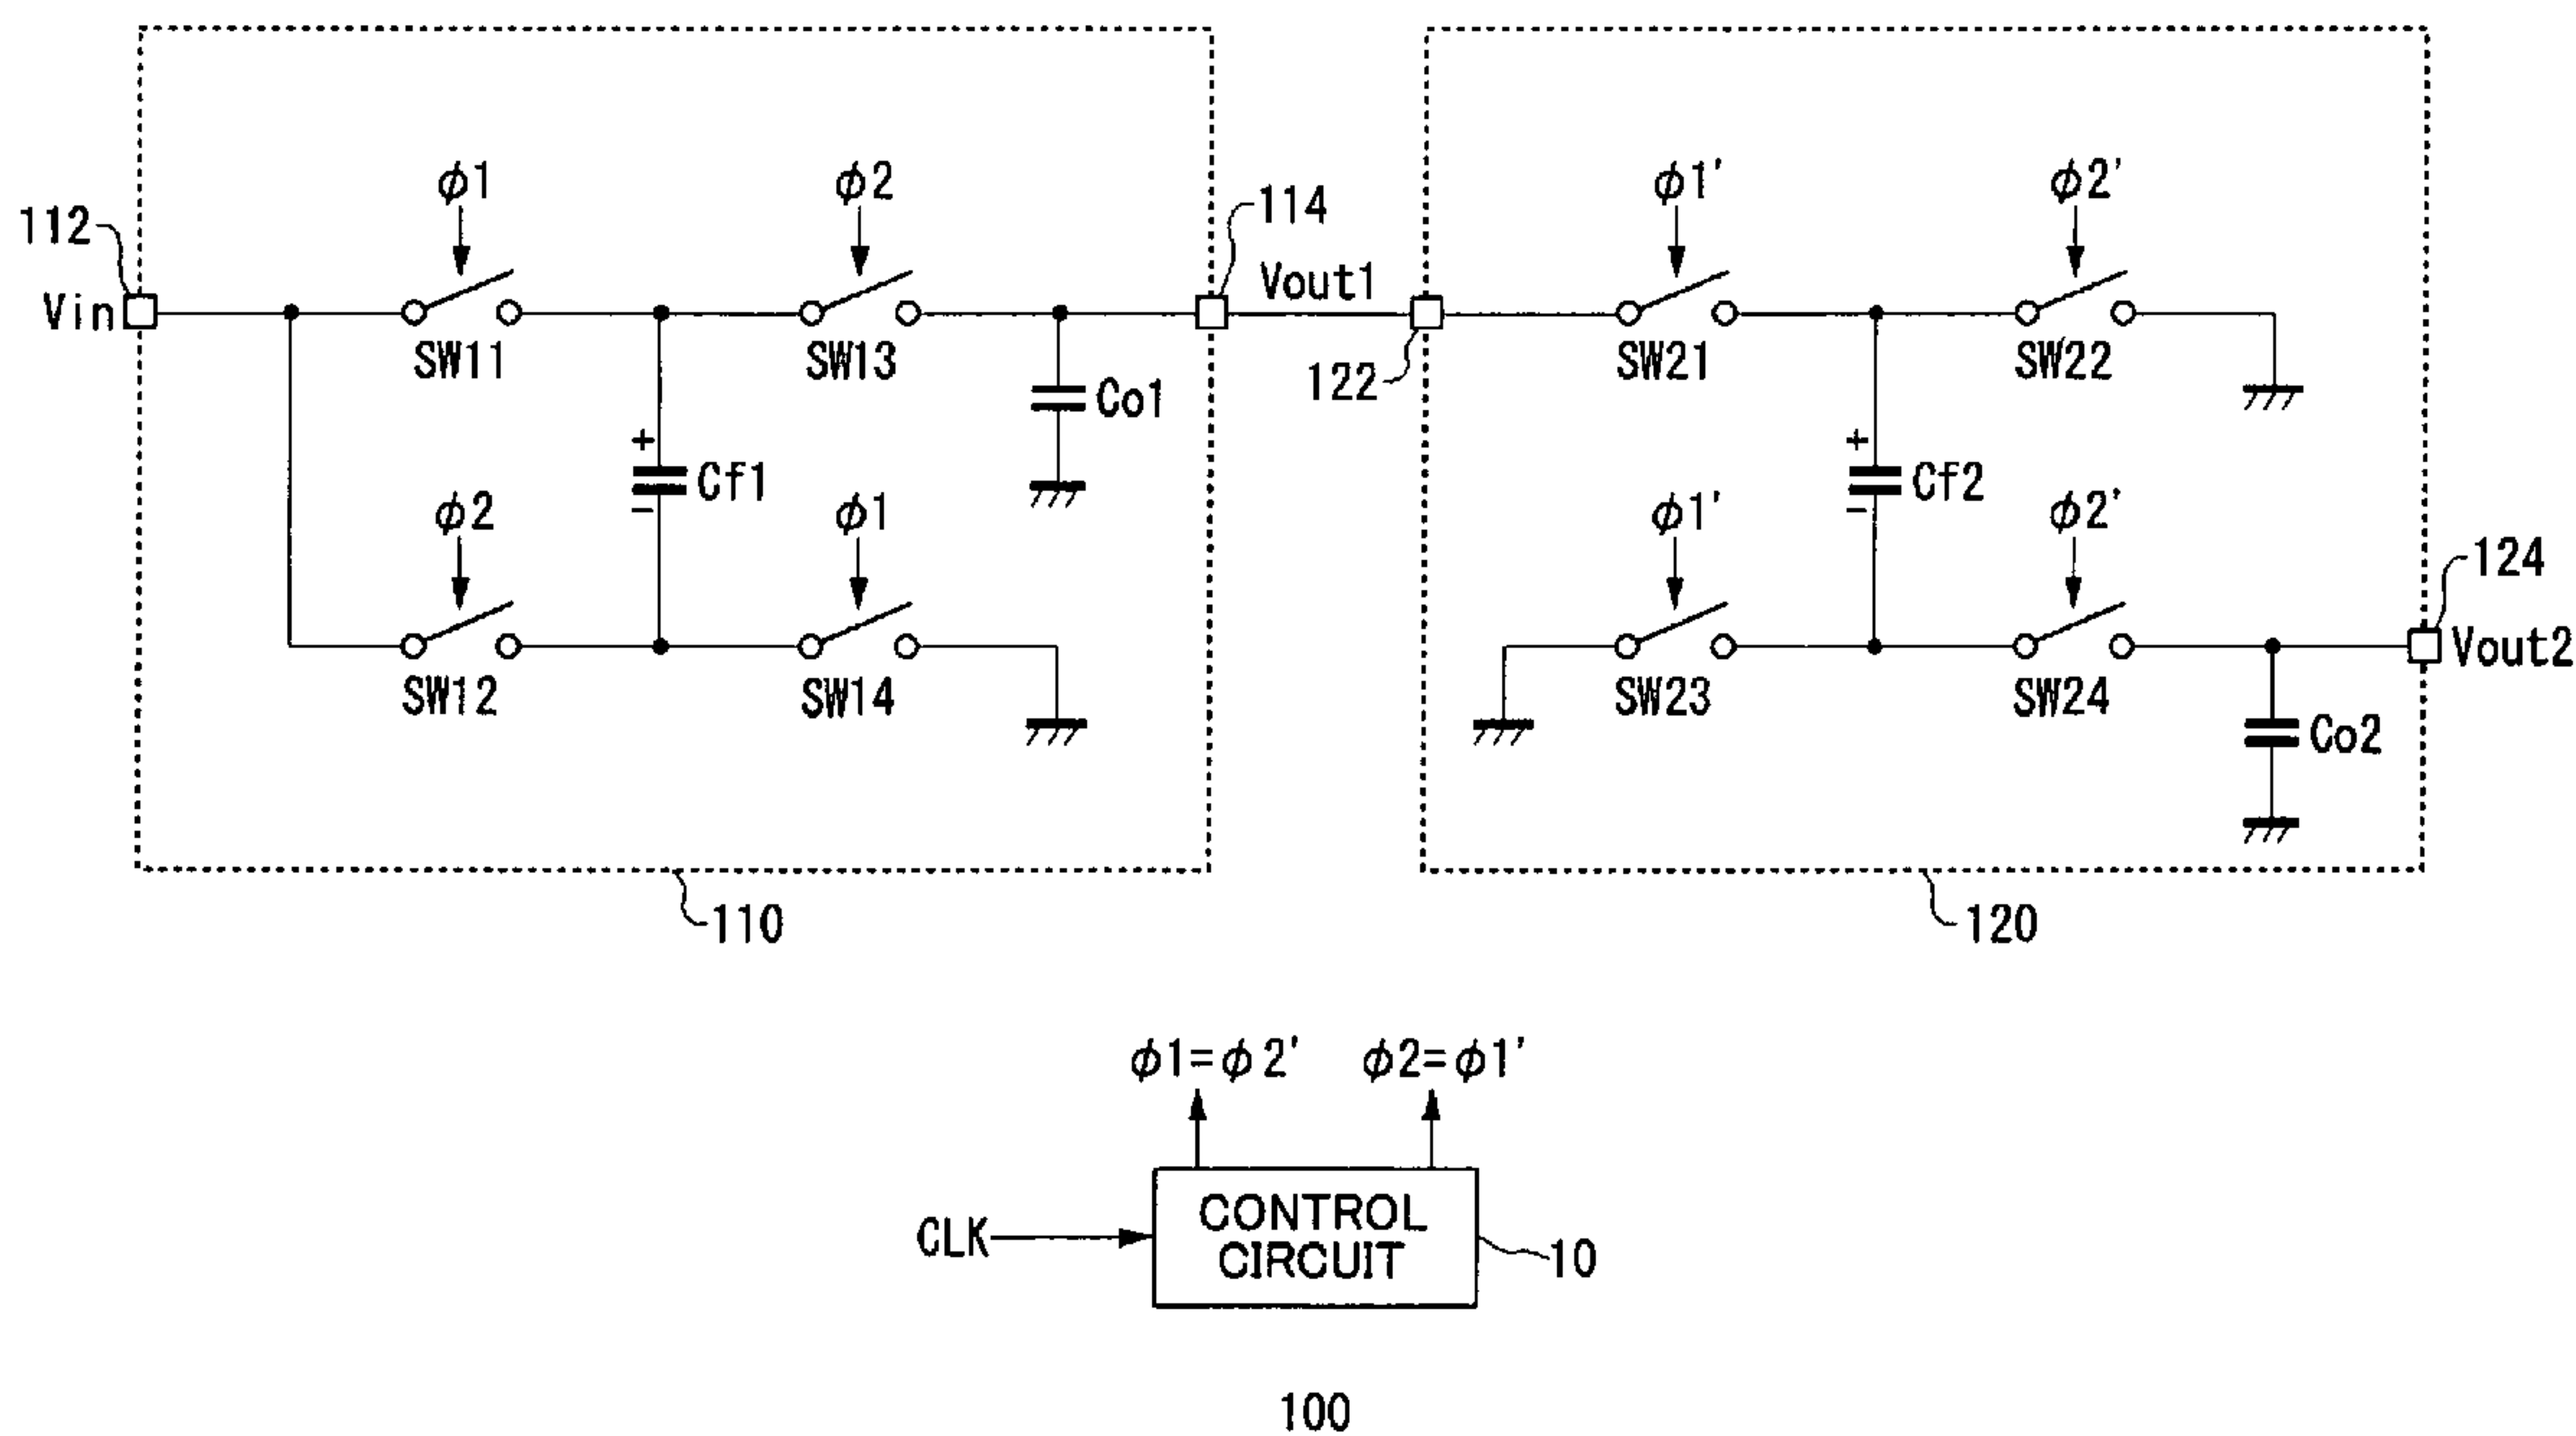 φ1
φ2
φ1'
φ2'
112
114
Vin
Vout1
SW11
SW13
122
SW21
SW22
Co1
Cf1
Cf2
φ2
φ1
φ1'
φ2'
124
Vout2
SW12
SW14
SW23
SW24
Co2
110
120
φ1=φ2'
φ2=φ1'
CLK
CONTROL
CIRCUIT
10
100
+
−
+
−